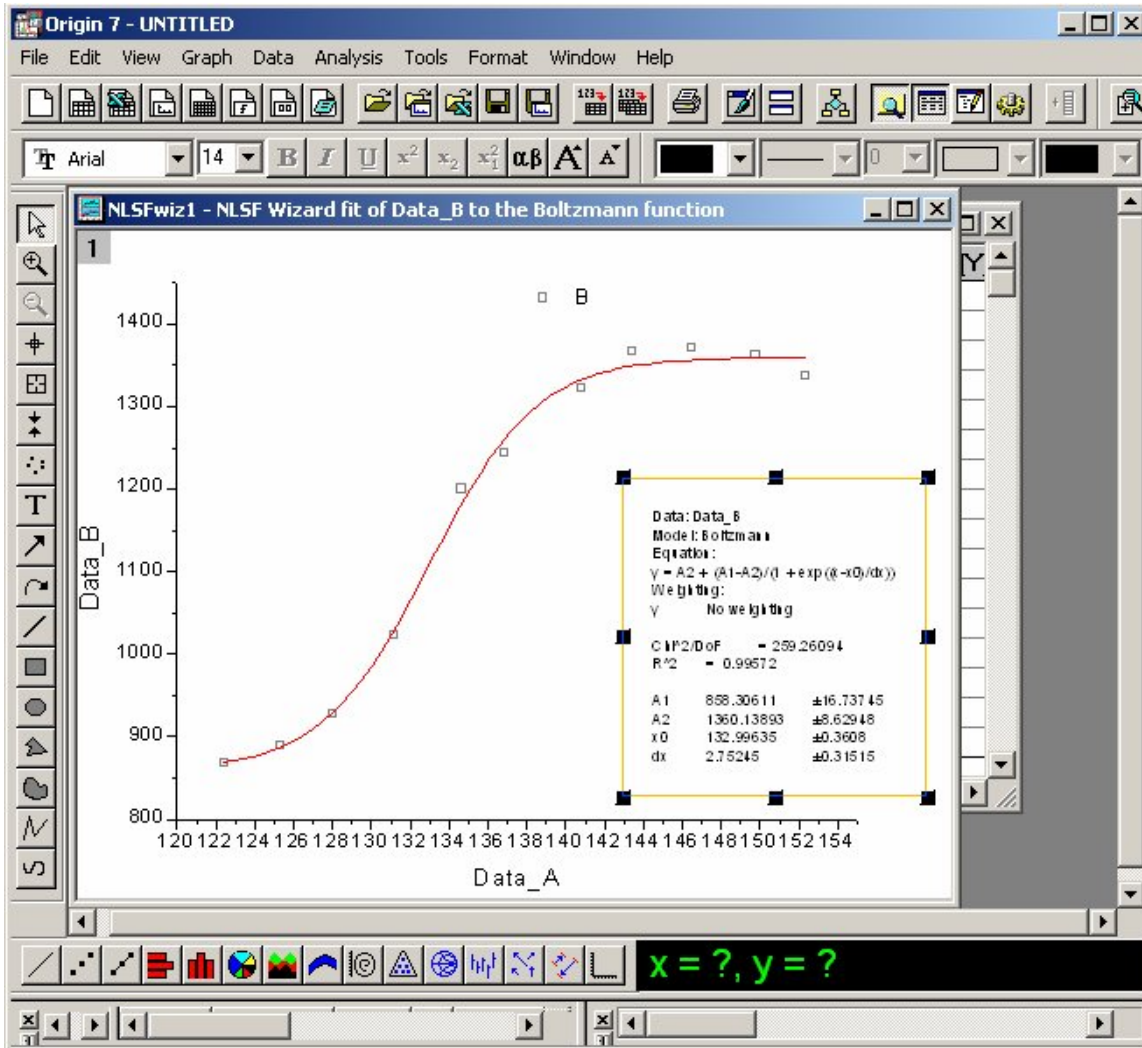 Origin 7 - UNTITLED
File Edit View Graph Data Analysis Tools Format Window Help
Arial 14 B I U x² x₂ x₁² αβ A A 0
NLSFwiz1 - NLSF Wizard fit of Data_B to the Boltzmann function
1
[Y
B
1400
1300
1200
1100
1000
900
800
Data_B
Data: Data_B
Model: Boltzmann
Equation:
y = A2 + (A1-A2)/(1 + exp((x-x0)/dx))
Weighting:
y No weighting
Chi^2/DoF = 259.26094
R^2 = 0.99572
A1 858.30611 ±16.73745
A2 1360.13893 ±8.62948
x0 132.99635 ±0.3608
dx 2.75245 ±0.31515
120 122 124 126 128 130 132 134 136 138 140 142 144 146 148 150 152 154
Data_A
x = ?, y = ?